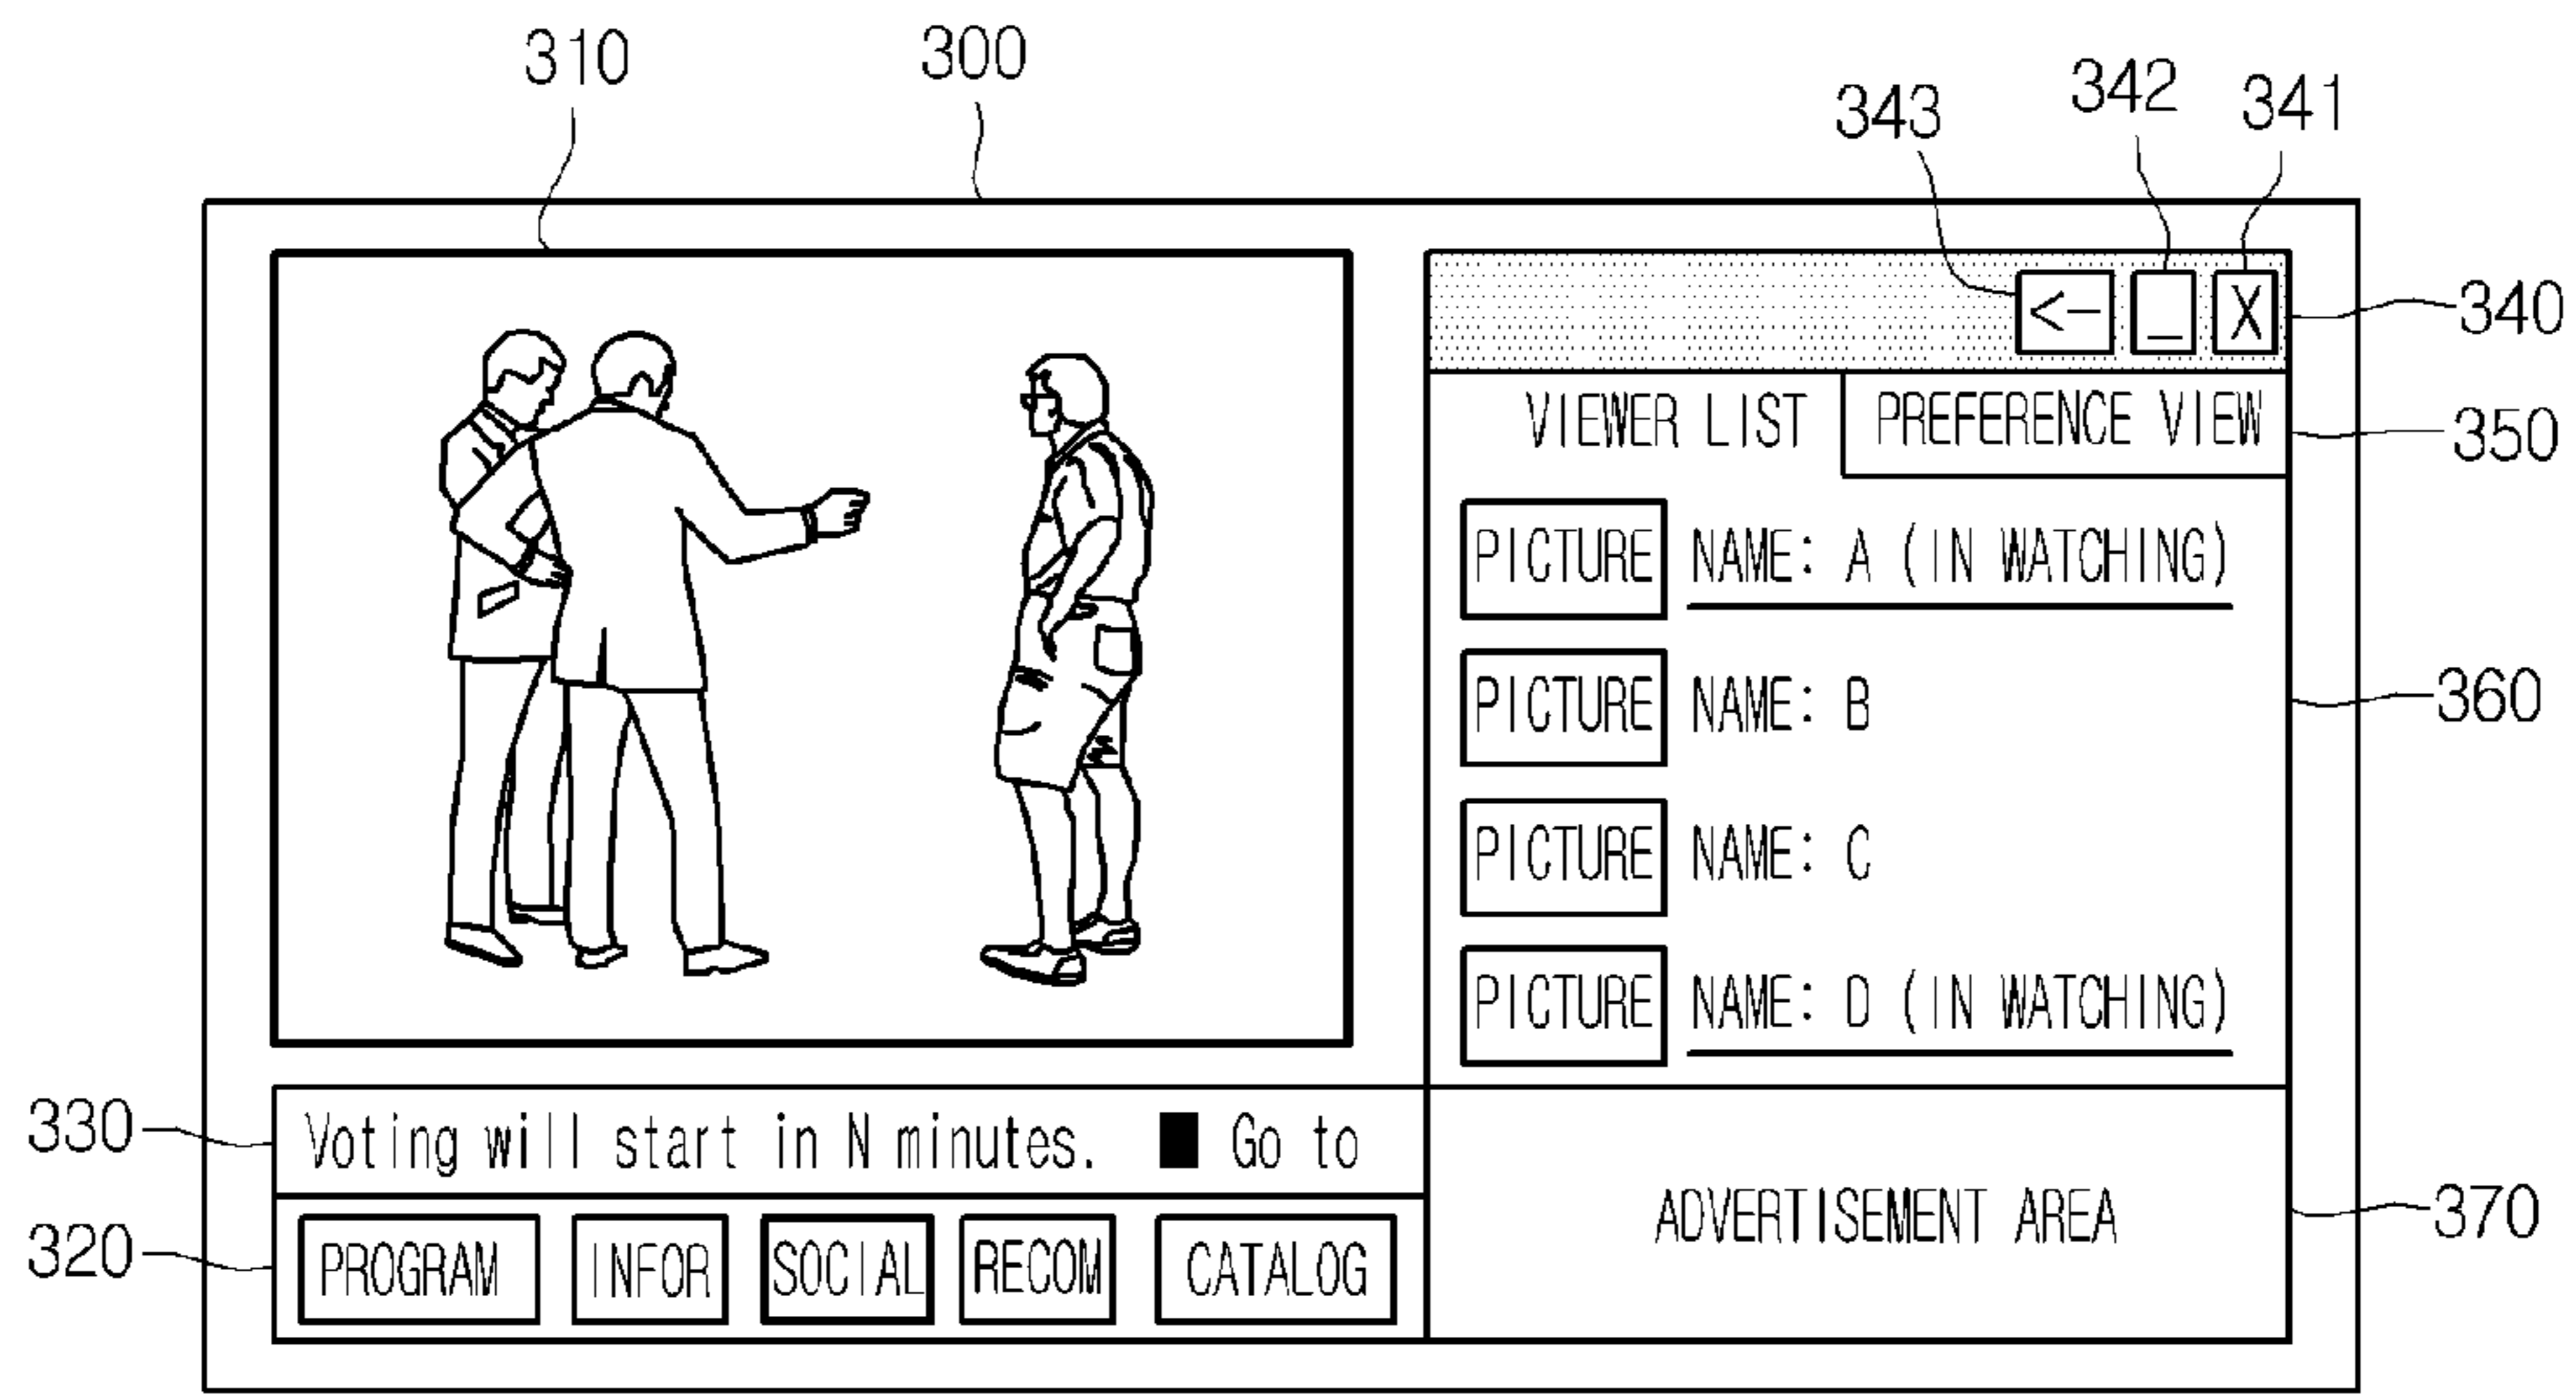 310
300
343
342
341
<- _ X
340
VIEWER LIST
PREFERENCE VIEW
350
PICTURE NAME: A (IN WATCHING)
PICTURE NAME: B
360
PICTURE NAME: C
PICTURE NAME: D (IN WATCHING)
330
Voting will start in N minutes. ■ Go to
320
PROGRAM
INFOR
SOCIAL
RECOM
CATALOG
ADVERTISEMENT AREA
370